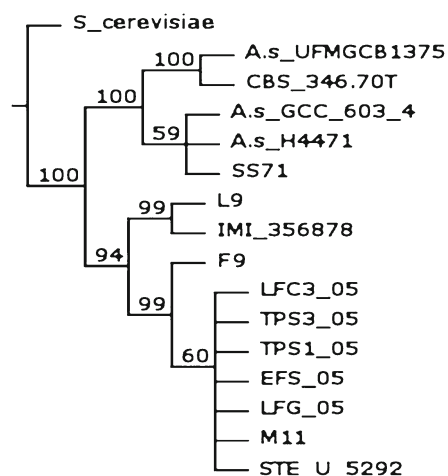 S_cerevisiae
A.s_UFMGCB1375
100
CBS_346.70T
100
A.s_GCC_603_4
59
A.s_H4471
SS71
100
L9
99
IMI_356878
94
F9
99
LFC3_05
TPS3_05
TPS1_05
60
EFS_05
LFG_05
M11
STE_U_5292